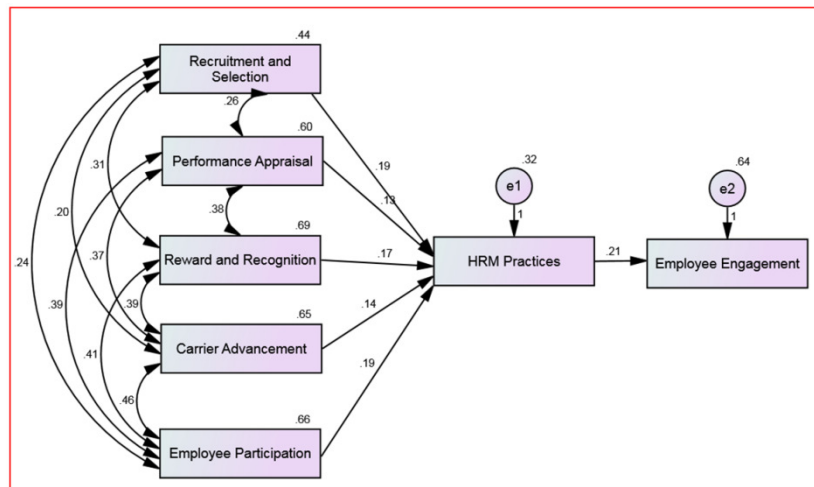 .44
Recruitment and
Selection
.26
.60
Performance Appraisal
.31
.19
.32
e1
.64
e2
.13
1
1
.20
.38
.69
Reward and Recognition
.17
HRM Practices
.21
Employee Engagement
.37
.24
.39
.39
.65
Carrier Advancement
.14
.41
.19
.46
.66
Employee Participation